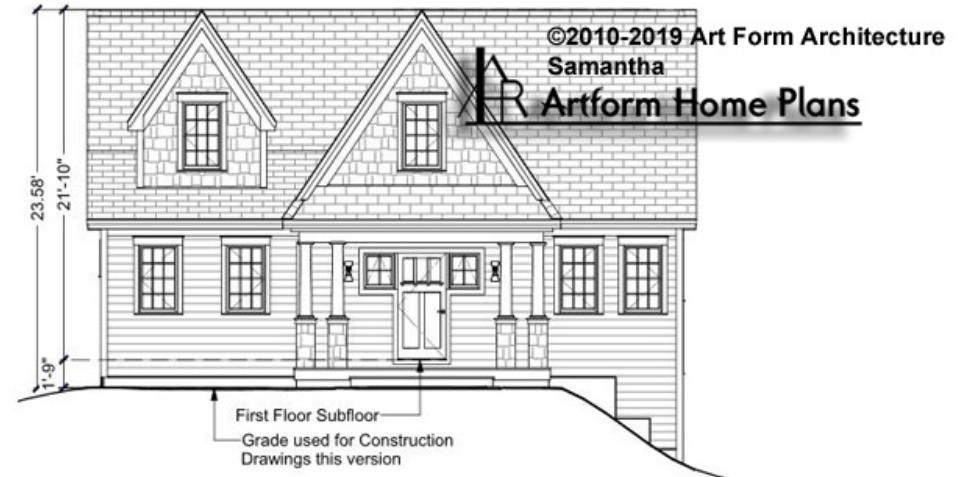 ©2010-2019 Art Form Architecture
Samantha
AR Artform Home Plans
23.58'
21'-10"
1'-9"
First Floor Subfloor
Grade used for Construction
Drawings this version